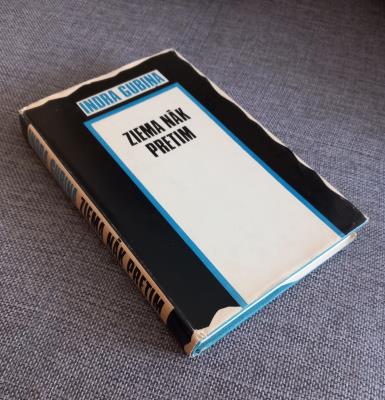 INDRA GUBIŅA
ZIEMA NĀK
PRETIM
INDRA GUBIŅA ZIEMA NĀK PRETIM